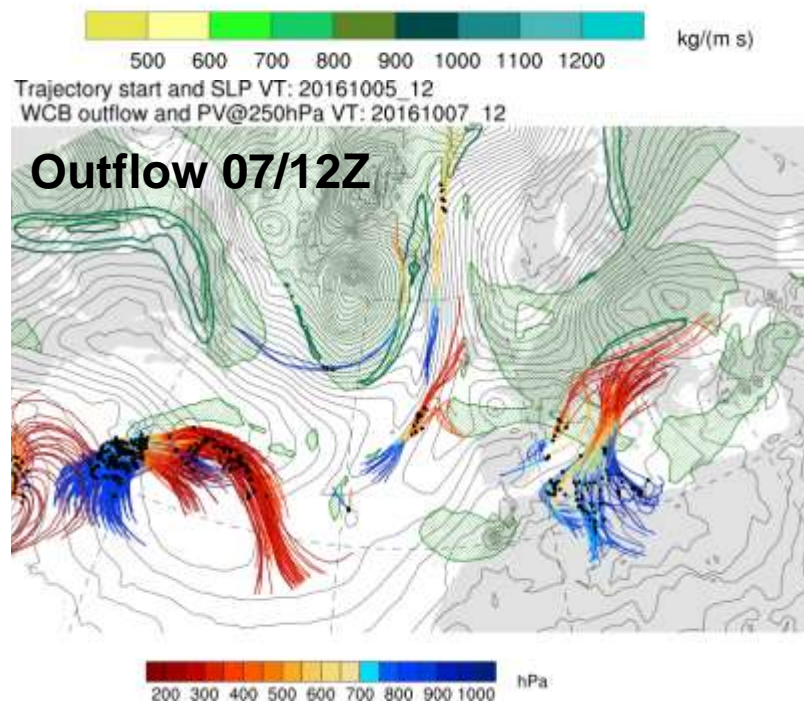 500 600 700 800 900 1000 1100 1200 kg/(m s)
Trajectory start and SLP VT: 20161005_12
WCB outflow and PV@250hPa VT: 20161007_12
Outflow 07/12Z
200 300 400 500 600 700 800 900 1000 hPa